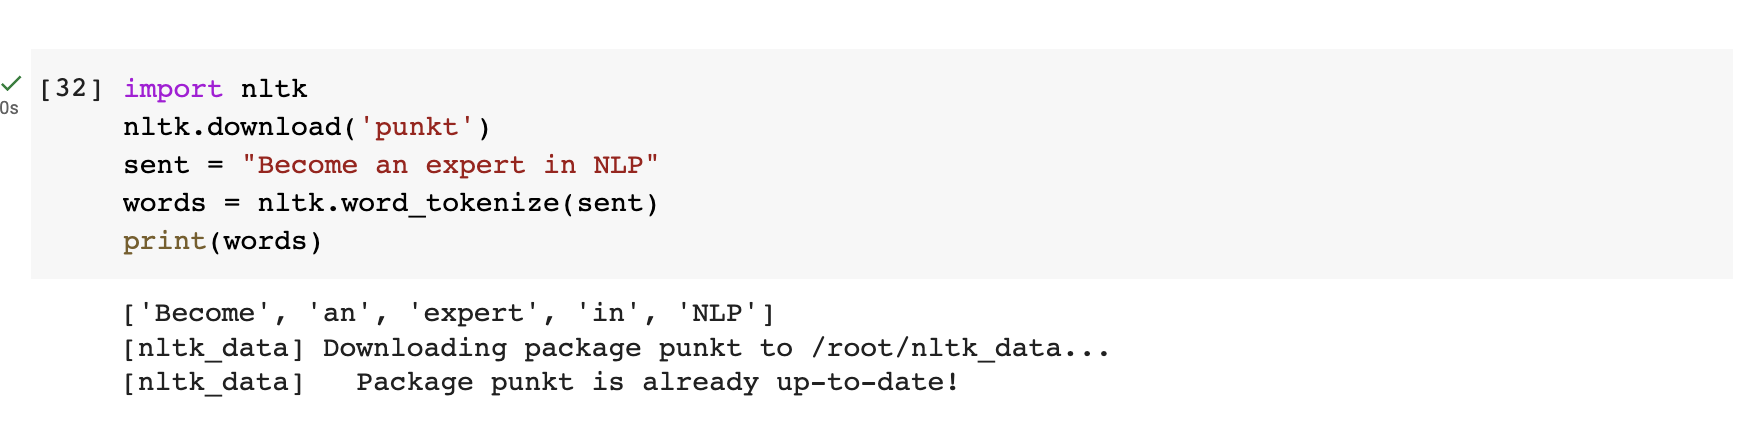 [32] import nltk
0s
nltk.download('punkt')
sent = "Become an expert in NLP"
words = nltk.word_tokenize(sent)
print(words)
['Become', 'an', 'expert', 'in', 'NLP']
[nltk_data] Downloading package punkt to /root/nltk_data...
[nltk_data]   Package punkt is already up-to-date!